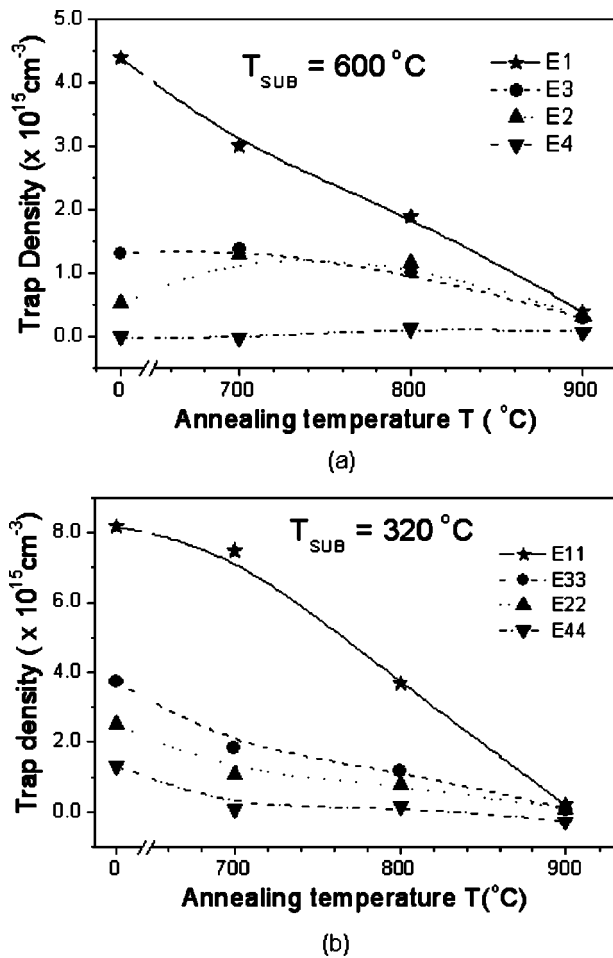 5.0
4.0
3.0
2.0
1.0
0.0
Trap Density (x 10^15 cm^-3)
T_SUB = 600 °C
E1
E3
E2
E4
0 700 800 900
Annealing temperature T ( °C)
(a)
8.0
6.0
4.0
2.0
0.0
Trap density ( x 10^15 cm^-3)
T_SUB = 320 °C
E11
E33
E22
E44
0 700 800 900
Annealing temperature T(°C)
(b)